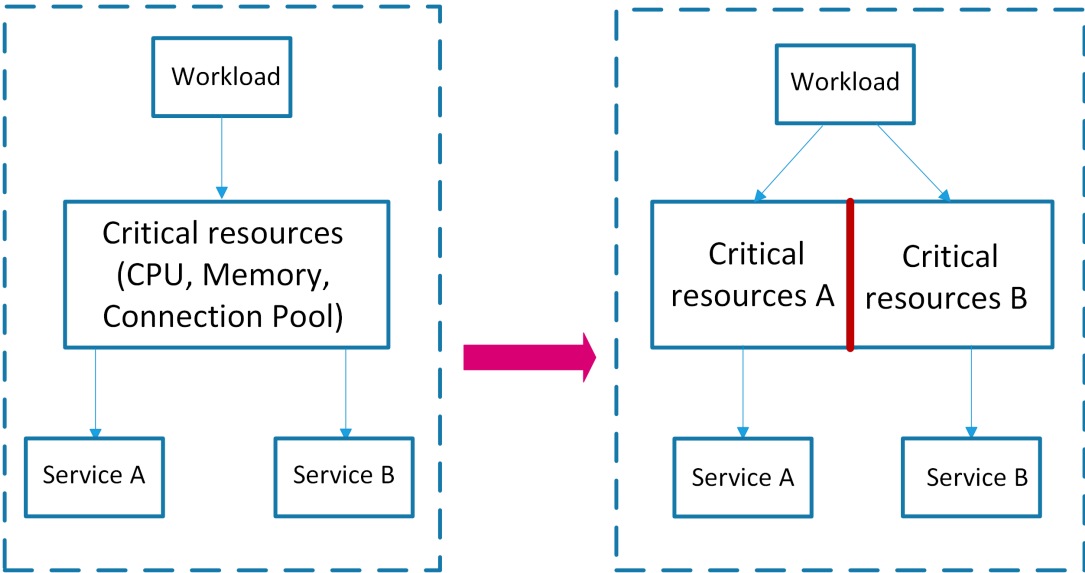 Workload
Critical resources
(CPU, Memory,
Connection Pool)
Service A
Service B
Workload
Critical
resources A
Critical
resources B
Service A
Service B